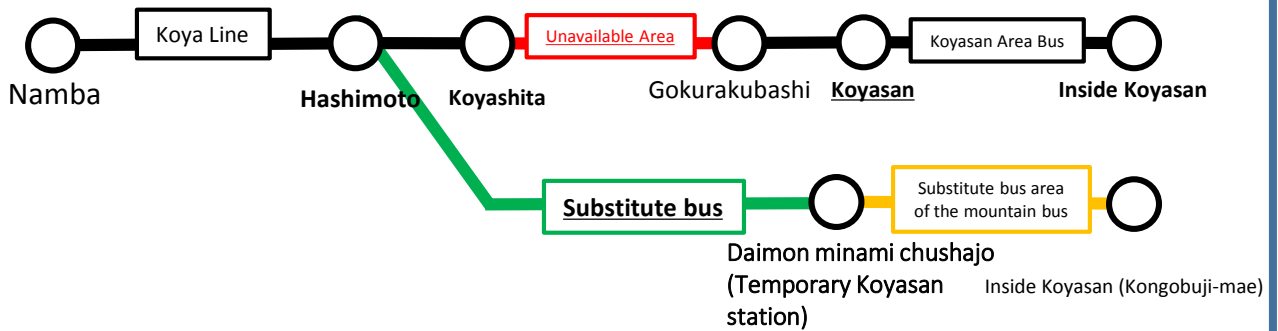 Koya Line
Unavailable Area
Koyasan Area Bus
Namba
Hashimoto
Koyashita
Gokurakubashi
Koyasan
Inside Koyasan
Substitute bus
Substitute bus area
of the mountain bus
Daimon minami chushajo
(Temporary Koyasan
station)
Inside Koyasan (Kongobuji-mae)